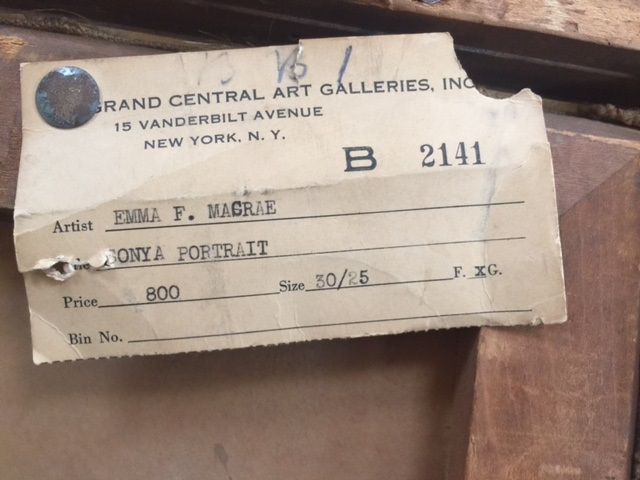 GRAND CENTRAL ART GALLERIES, INC
15 VANDERBILT AVENUE
NEW YORK, N. Y.
B 2141
Artist EMMA F. MACRAE
SONYA PORTRAIT
Price 800 Size 30/25 F. XG.
Bin No.